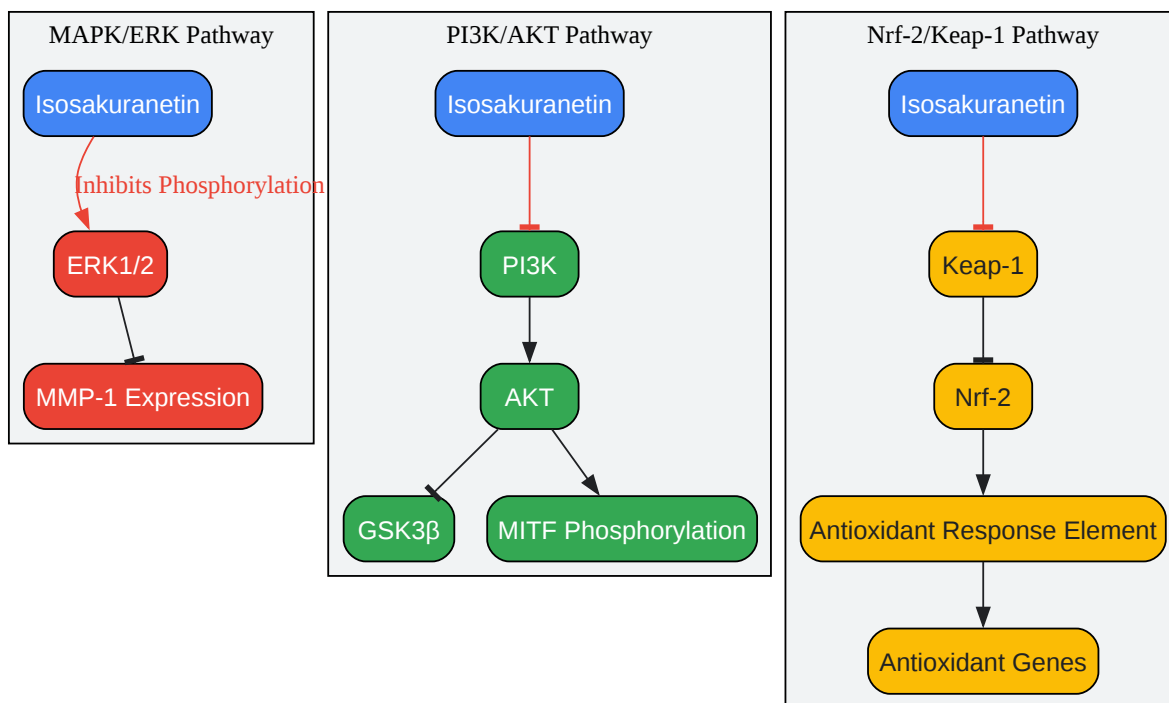 MAPK/ERK Pathway
Isosakuranetin
Inhibits Phosphorylation
ERK1/2
MMP-1 Expression
PI3K/AKT Pathway
Isosakuranetin
PI3K
AKT
GSK3β
MITF Phosphorylation
Nrf-2/Keap-1 Pathway
Isosakuranetin
Keap-1
Nrf-2
Antioxidant Response Element
Antioxidant Genes